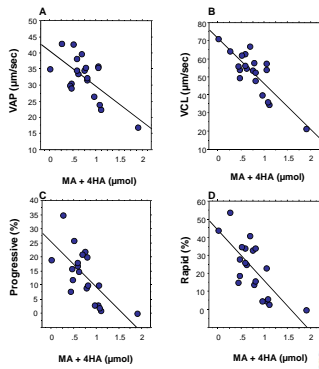 A
VAP (µm/sec)
45
40
35
30
25
20
15
10
0 .5 1 1.5 2
MA + 4HA (µmol)
B
VCL (µm/sec)
80
70
60
50
40
30
20
10
0 .5 1 1.5 2
MA + 4HA (µmol)
C
Progressive (%)
40
35
30
25
20
15
10
5
0
0 .5 1 1.5 2
MA + 4HA (µmol)
D
Rapid (%)
60
50
40
30
20
10
0
0 .5 1 1.5 2
MA + 4HA (µmol)